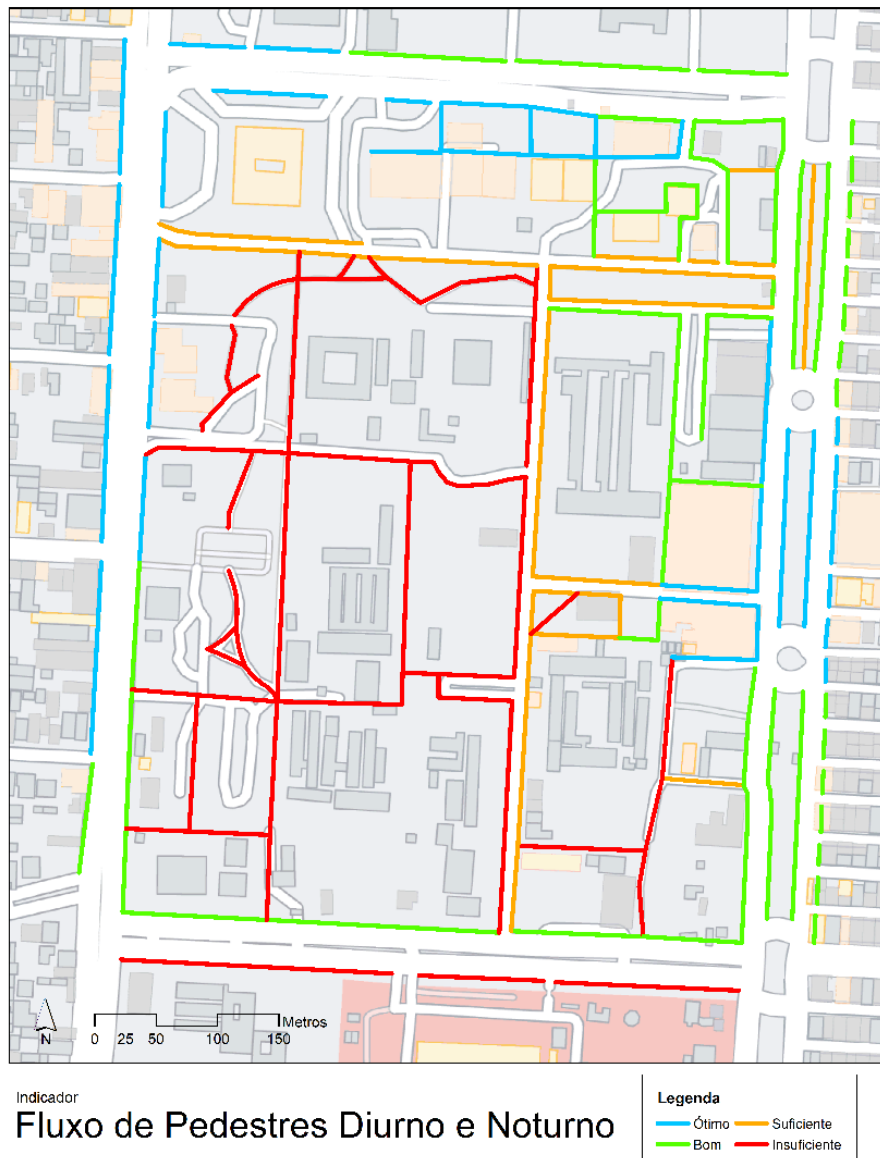 N
Metros
0 25 50 100 150
Indicador
Fluxo de Pedestres Diurno e Noturno
Legenda
Ótimo Suficiente
Bom Insuficiente